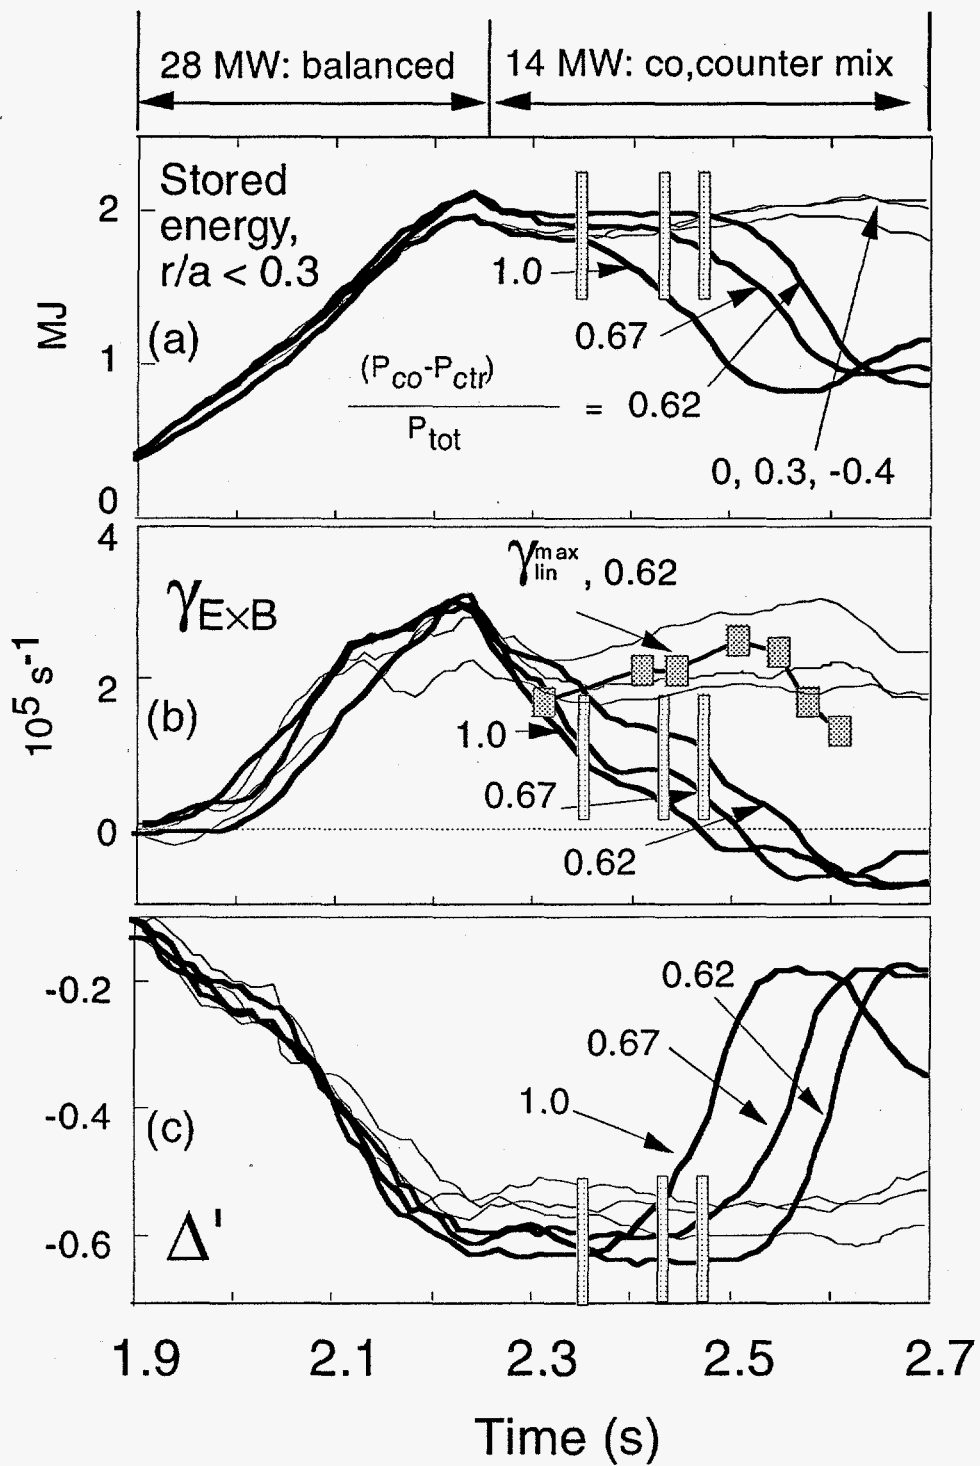 28 MW: balanced
14 MW: co,counter mix
Stored
energy,
r/a < 0.3
2
1
0
MJ
(a)
1.0
0.67
(Pco-Pctr)
Ptot
= 0.62
0, 0.3, -0.4
4
2
0
10⁵ s⁻¹
γE×B
γlin^max, 0.62
(b)
1.0
0.67
0.62
-0.2
-0.4
-0.6
(c)
Δ'
0.62
0.67
1.0
1.9 2.1 2.3 2.5 2.7
Time (s)